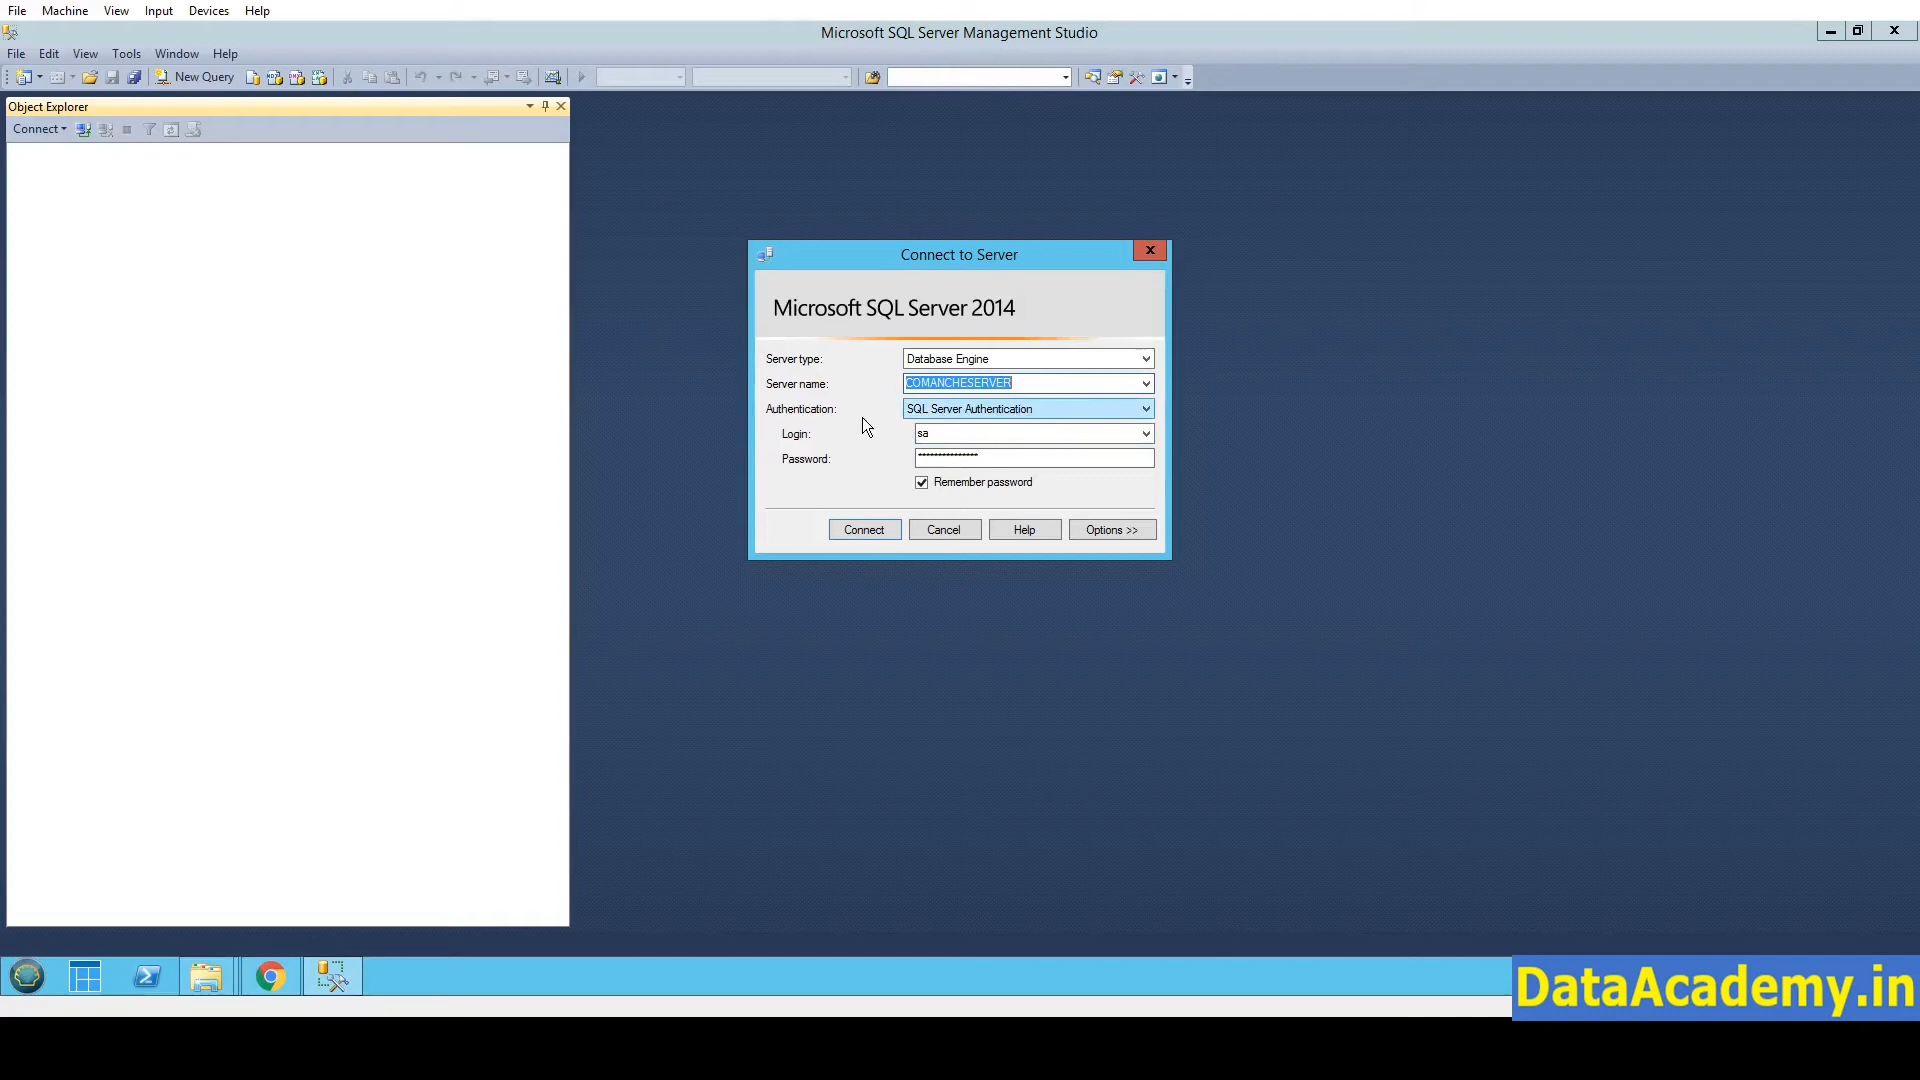 File Machine View Input Devices Help
Microsoft SQL Server Management Studio
File Edit View Tools Window Help
New Query
Object Explorer
Connect
Connect to Server
Microsoft SQL Server 2014
Server type: Database Engine
Server name: COMANCHESERVER
Authentication: SQL Server Authentication
Login: sa
Password: ***************
Remember password
Connect Cancel Help Options >>
DataAcademy.in